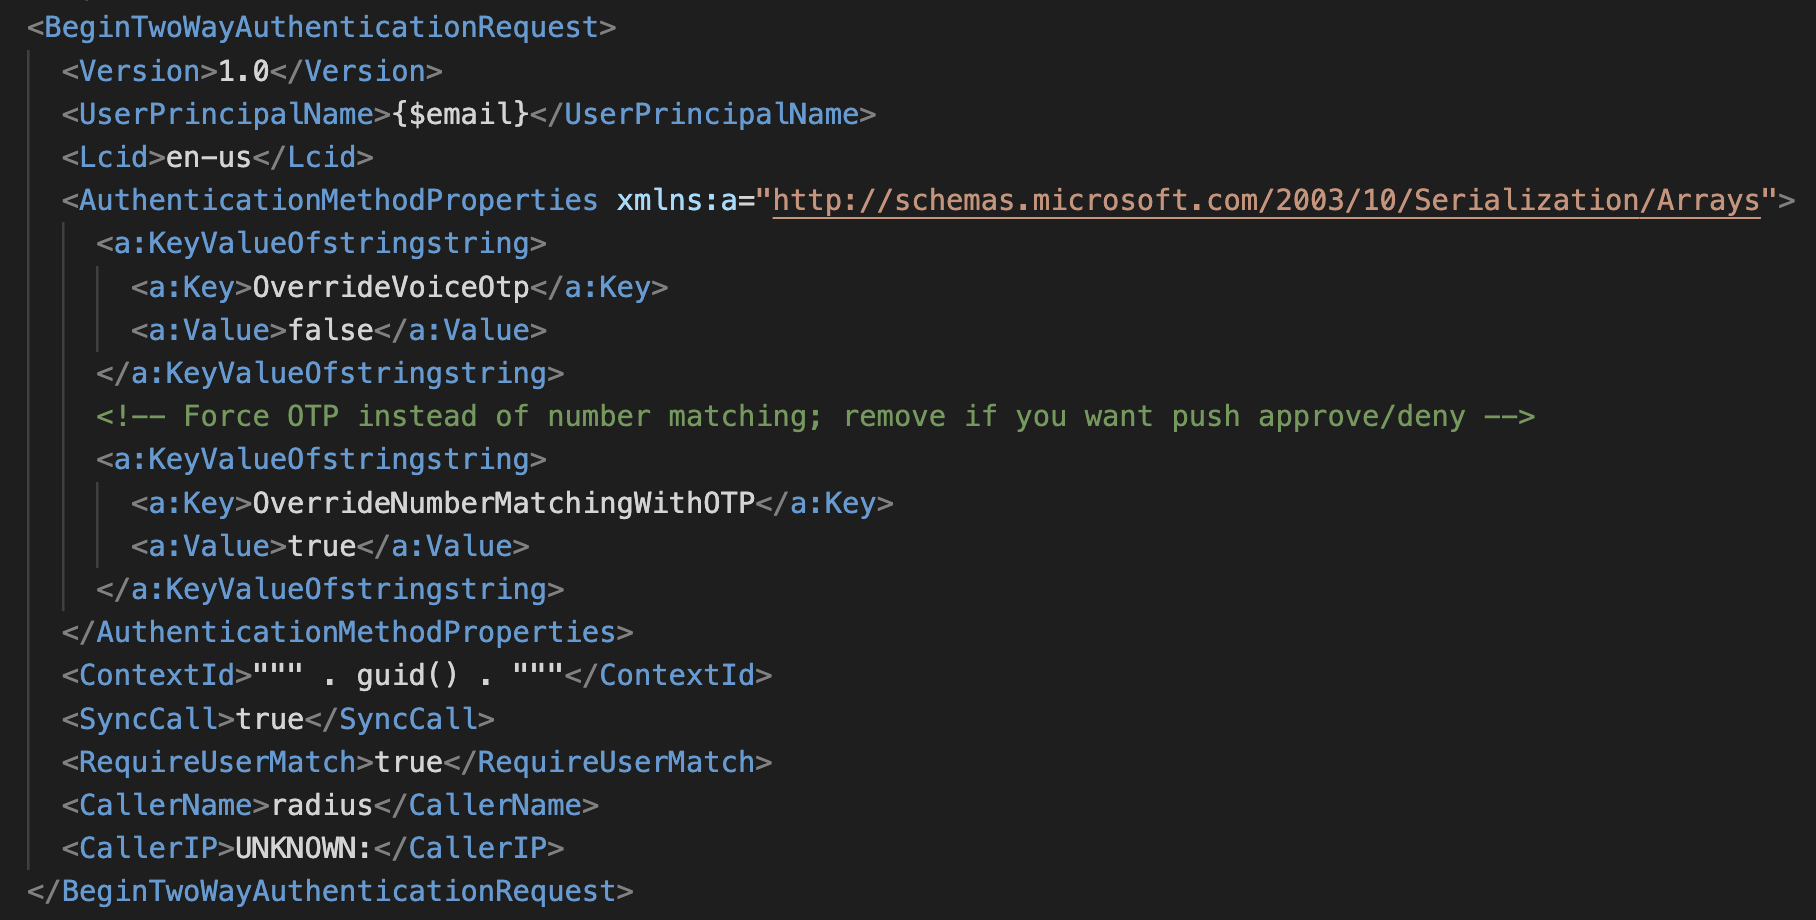 <BeginTwoWayAuthenticationRequest>
<Version>1.0</Version>
<UserPrincipalName>{$email}</UserPrincipalName>
<Lcid>en-us</Lcid>
<AuthenticationMethodProperties xmlns:a="http://schemas.microsoft.com/2003/10/Serialization/Arrays">
<a:KeyValueOfstringstring>
<a:Key>OverrideVoiceOtp</a:Key>
<a:Value>false</a:Value>
</a:KeyValueOfstringstring>
<!-- Force OTP instead of number matching; remove if you want push approve/deny -->
<a:KeyValueOfstringstring>
<a:Key>OverrideNumberMatchingWithOTP</a:Key>
<a:Value>true</a:Value>
</a:KeyValueOfstringstring>
</AuthenticationMethodProperties>
<ContextId>""" . guid() . """</ContextId>
<SyncCall>true</SyncCall>
<RequireUserMatch>true</RequireUserMatch>
<CallerName>radius</CallerName>
<CallerIP>UNKNOWN:</CallerIP>
</BeginTwoWayAuthenticationRequest>